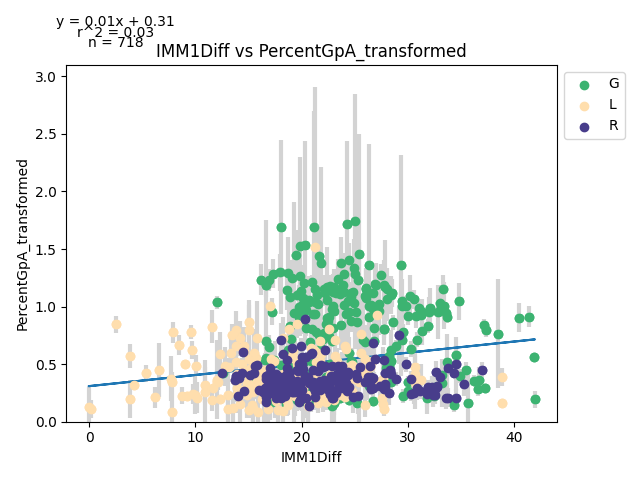 y = 0.01x + 0.31
r^2 = 0.03
n = 718
IMM1Diff vs PercentGpA_transformed
PercentGpA_transformed
3.0
2.5
2.0
1.5
1.0
0.5
0.0
0 10 20 30 40
IMM1Diff
G
L
R